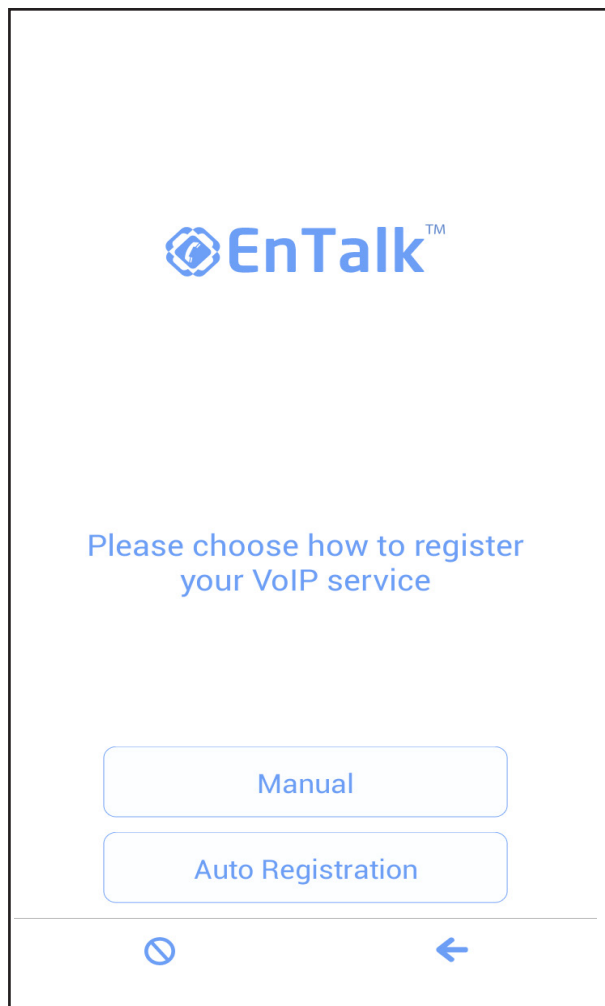 EnTalk™
Please choose how to register
your VoIP service
Manual
Auto Registration